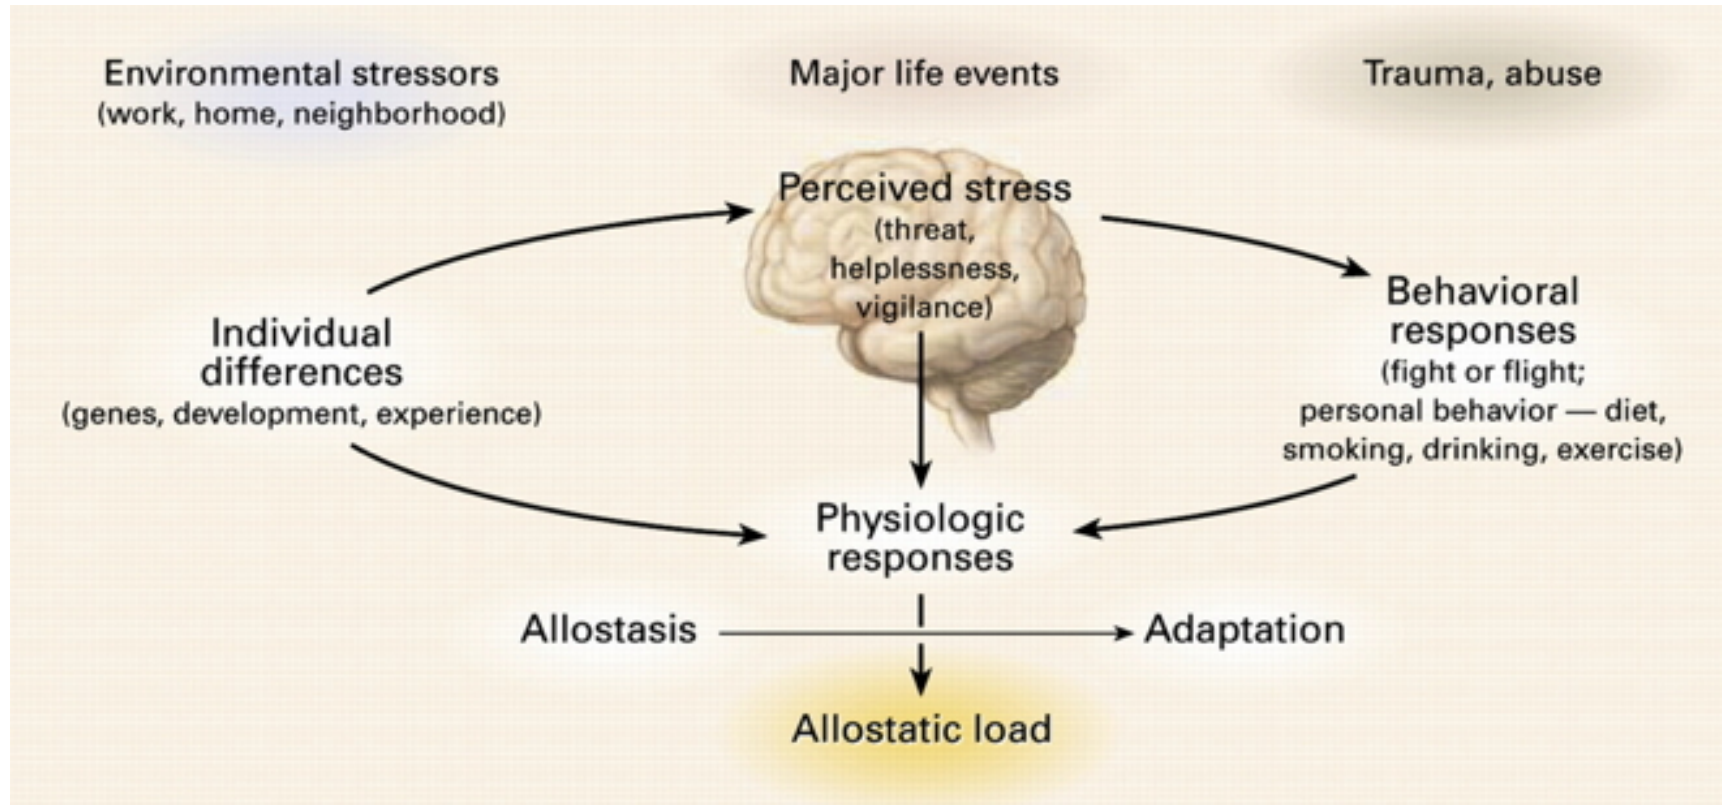 Environmental stressors
(work, home, neighborhood)
Major life events
Trauma, abuse
Perceived stress
(threat,
helplessness,
vigilance)
Individual
differences
(genes, development, experience)
Behavioral
responses
(fight or flight;
personal behavior — diet,
smoking, drinking, exercise)
Physiologic
responses
Allostasis
Adaptation
Allostatic load